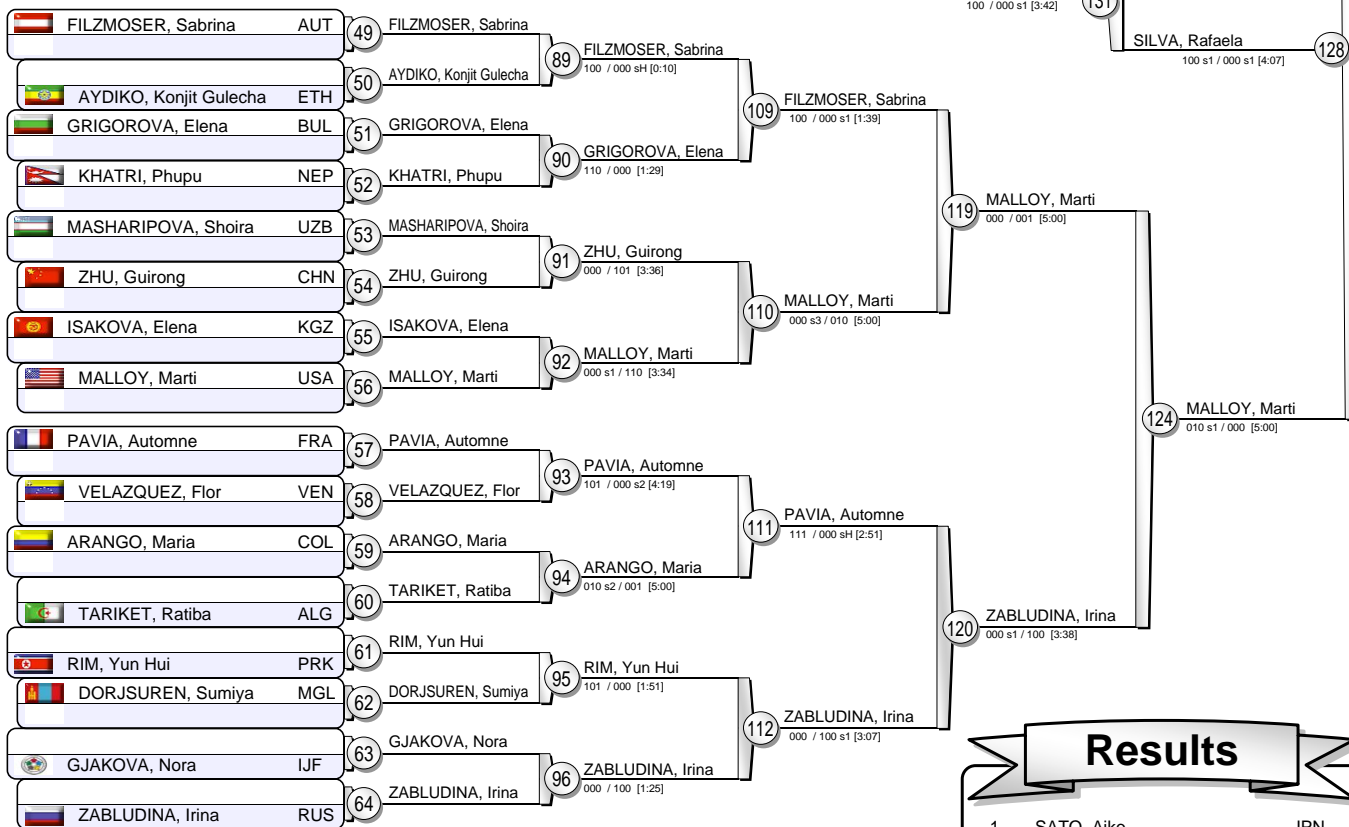 FILZMOSER, Sabrina AUT
AYDIKO, Konjit Gulecha ETH
GRIGOROVA, Elena BUL
KHATRI, Phupu NEP
MASHARIPOVA, Shoira UZB
ZHU, Guirong CHN
ISAKOVA, Elena KGZ
MALLOY, Marti USA
PAVIA, Automne FRA
VELAZQUEZ, Flor VEN
ARANGO, Maria COL
TARIKET, Ratiba ALG
RIM, Yun Hui PRK
DORJSUREN, Sumiya MGL
GJAKOVA, Nora IJF
ZABLUDINA, Irina RUS
49 FILZMOSER, Sabrina
50 AYDIKO, Konjit Gulecha
51 GRIGOROVA, Elena
52 KHATRI, Phupu
53 MASHARIPOVA, Shoira
54 ZHU, Guirong
55 ISAKOVA, Elena
56 MALLOY, Marti
57 PAVIA, Automne
58 VELAZQUEZ, Flor
59 ARANGO, Maria
60 TARIKET, Ratiba
61 RIM, Yun Hui
62 DORJSUREN, Sumiya
63 GJAKOVA, Nora
64 ZABLUDINA, Irina
89 FILZMOSER, Sabrina
100 / 000 sH [0:10]
90 GRIGOROVA, Elena
110 / 000 [1:29]
91 ZHU, Guirong
000 / 101 [3:36]
92 MALLOY, Marti
000 s1 / 110 [3:34]
93 PAVIA, Automne
101 / 000 s2 [4:19]
94 ARANGO, Maria
010 s2 / 001 [5:00]
95 RIM, Yun Hui
101 / 000 [1:51]
96 ZABLUDINA, Irina
000 / 100 [1:25]
109 FILZMOSER, Sabrina
100 / 000 s1 [1:39]
110 MALLOY, Marti
000 s3 / 010 [5:00]
111 PAVIA, Automne
111 / 000 sH [2:51]
112 ZABLUDINA, Irina
000 / 100 s1 [3:07]
119 MALLOY, Marti
000 / 001 [5:00]
120 ZABLUDINA, Irina
000 s1 / 100 [3:38]
124 MALLOY, Marti
010 s1 / 000 [5:00]
100 / 000 s1 [3:42]
131
SILVA, Rafaela 128
100 s1 / 000 s1 [4:07]
Results
1 SATO, Aiko JPN